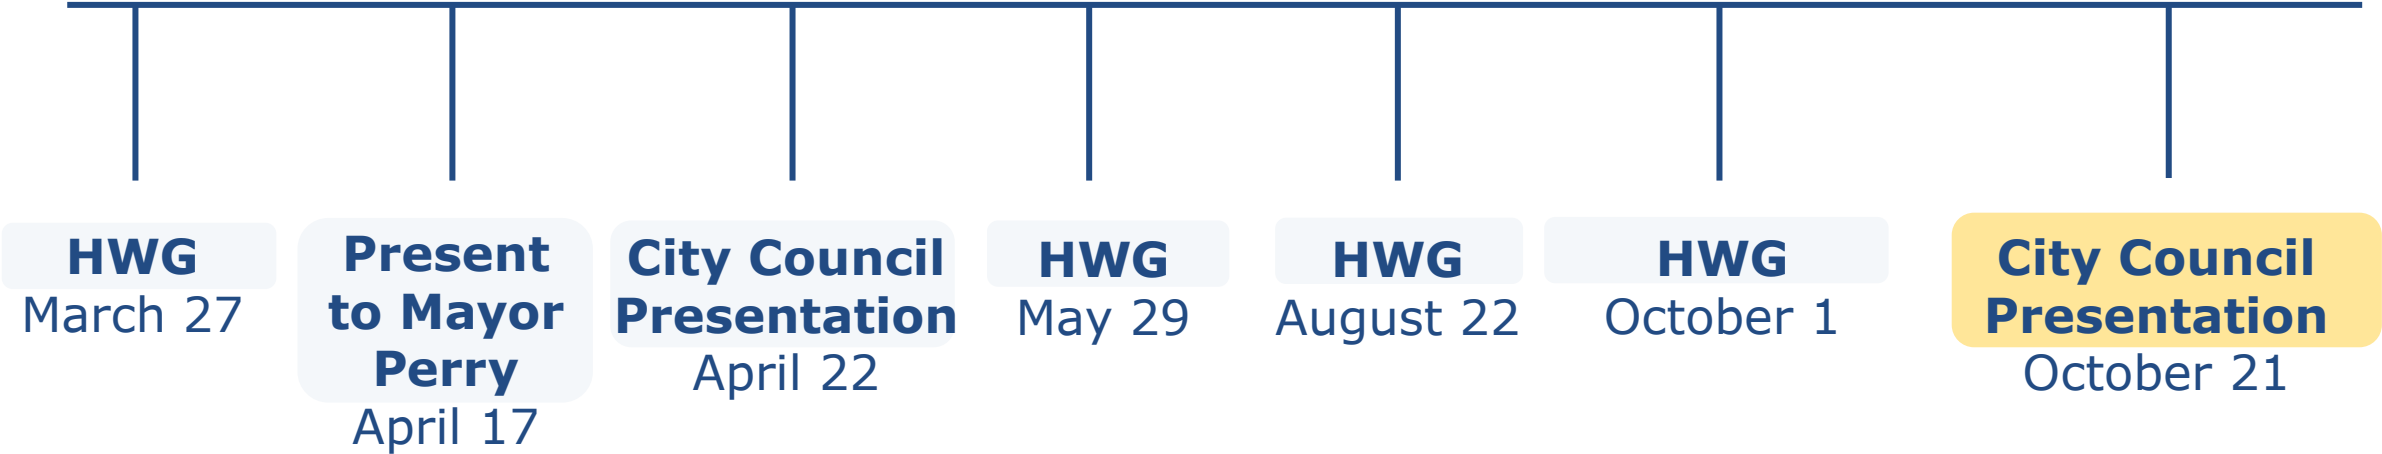 HWG
March 27
Present
to Mayor
Perry
April 17
City Council
Presentation
April 22
HWG
May 29
HWG
August 22
HWG
October 1
City Council
Presentation
October 21